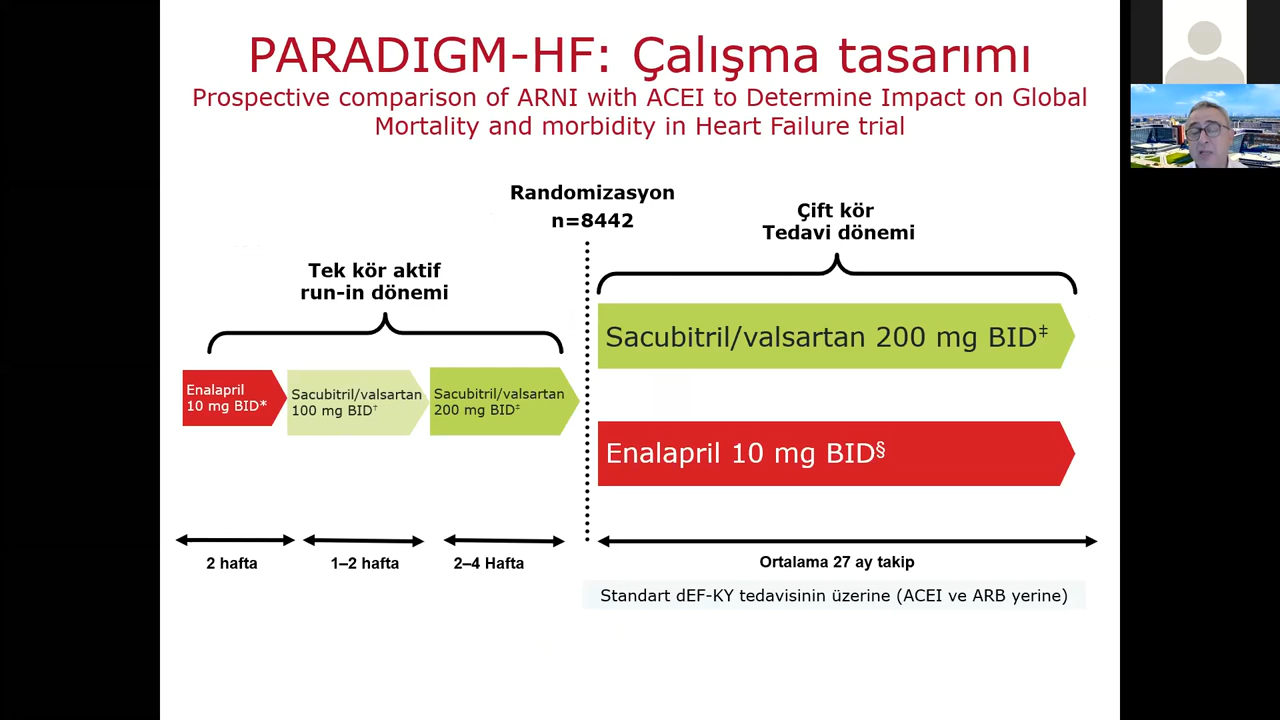 PARADIGM-HF: Çalışma tasarımı
Prospective comparison of ARNI with ACEI to Determine Impact on Global
Mortality and morbidity in Heart Failure trial
Randomizasyon
n=8442
Çift kör
Tedavi dönemi
Tek kör aktif
run-in dönemi
Sacubitril/valsartan 200 mg BID‡
Enalapril
10 mg BID*
Sacubitril/valsartan
100 mg BID†
Sacubitril/valsartan
200 mg BID‡
Enalapril 10 mg BID§
2 hafta
1–2 hafta
2–4 Hafta
Ortalama 27 ay takip
Standart dEF-KY tedavisinin üzerine (ACEI ve ARB yerine)